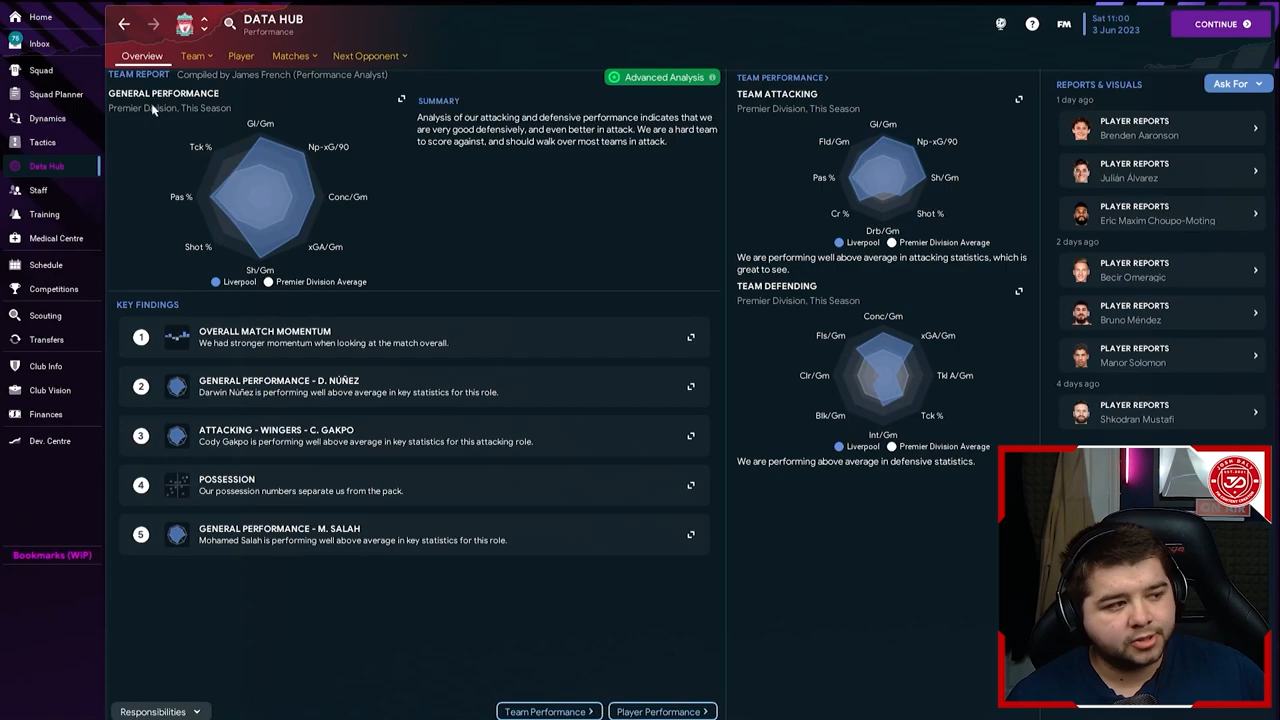 Home
DATA HUB
Performance
Sat 11:00
3 Jun 2023
CONTINUE
FM
76
Inbox
Squad
Squad Planner
Dynamics
Tactics
Data Hub
Staff
Training
Medical Centre
Schedule
Competitions
Scouting
Transfers
Club Info
Club Vision
Finances
Dev. Centre
Bookmarks (WIP)
Overview
Team
Player
Matches
Next Opponent
TEAM REPORT Compiled by James French (Performance Analyst)
Advanced Analysis
GENERAL PERFORMANCE
Premier Division, This Season
Gl/Gm
Tck %
Np-xG/90
Pas %
Conc/Gm
Shot %
xGA/Gm
Sh/Gm
Liverpool Premier Division Average
SUMMARY
Analysis of our attacking and defensive performance indicates that we
are very good defensively, and even better in attack. We are a hard team
to score against, and should walk over most teams in attack.
KEY FINDINGS
1
OVERALL MATCH MOMENTUM
We had stronger momentum when looking at the match overall.
2
GENERAL PERFORMANCE - D. NÚÑEZ
Darwin Núñez is performing well above average in key statistics for this role.
3
ATTACKING - WINGERS - C. GAKPO
Cody Gakpo is performing well above average in key statistics for this attacking role.
4
POSSESSION
Our possession numbers separate us from the pack.
5
GENERAL PERFORMANCE - M. SALAH
Mohamed Salah is performing well above average in key statistics for this role.
Responsibilities
Team Performance
Player Performance
TEAM PERFORMANCE
TEAM ATTACKING
Premier Division, This Season
Gl/Gm
Fld/Gm
Np-xG/90
Pas %
Sh/Gm
Cr %
Shot %
Drb/Gm
Liverpool Premier Division Average
We are performing well above average in attacking statistics, which is
great to see.
TEAM DEFENDING
Premier Division, This Season
Conc/Gm
Fls/Gm
xGA/Gm
Clr/Gm
Tkl A/Gm
Blk/Gm
Tck %
Int/Gm
Liverpool Premier Division Average
We are performing above average in defensive statistics.
REPORTS & VISUALS
Ask For
1 day ago
PLAYER REPORTS
Brenden Aaronson
PLAYER REPORTS
Julián Álvarez
PLAYER REPORTS
Eric Maxim Choupo-Moting
2 days ago
PLAYER REPORTS
Becir Omeragic
PLAYER REPORTS
Bruno Méndez
PLAYER REPORTS
Manor Solomon
4 days ago
PLAYER REPORTS
Shkodran Mustafi
JOSH DALY
EST. 2021
JD
ON AIR